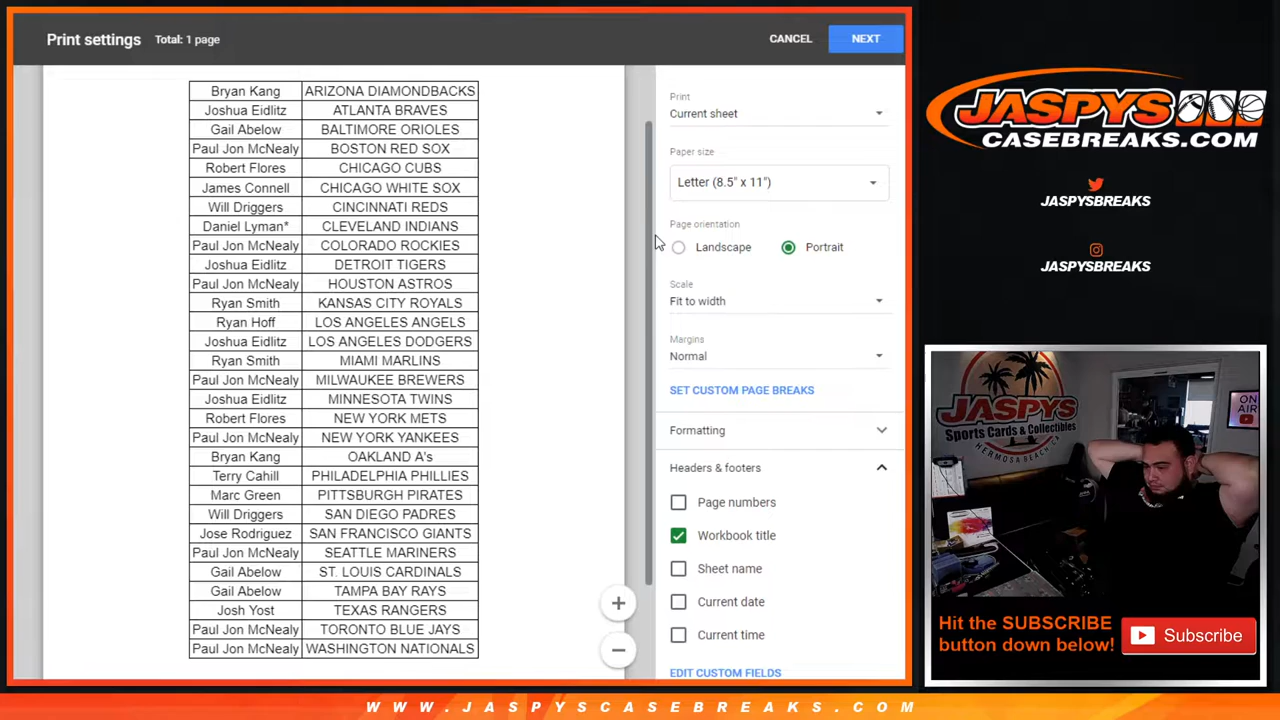 Print settings Total: 1 page CANCEL NEXT
Bryan Kang ARIZONA DIAMONDBACKS
Joshua Eidlitz ATLANTA BRAVES
Gail Abelow BALTIMORE ORIOLES
Paul Jon McNealy BOSTON RED SOX
Robert Flores CHICAGO CUBS
James Connell CHICAGO WHITE SOX
Will Driggers CINCINNATI REDS
Daniel Lyman* CLEVELAND INDIANS
Paul Jon McNealy COLORADO ROCKIES
Joshua Eidlitz DETROIT TIGERS
Paul Jon McNealy HOUSTON ASTROS
Ryan Smith KANSAS CITY ROYALS
Ryan Hoff LOS ANGELES ANGELS
Joshua Eidlitz LOS ANGELES DODGERS
Ryan Smith MIAMI MARLINS
Paul Jon McNealy MILWAUKEE BREWERS
Joshua Eidlitz MINNESOTA TWINS
Robert Flores NEW YORK METS
Paul Jon McNealy NEW YORK YANKEES
Bryan Kang OAKLAND A's
Terry Cahill PHILADELPHIA PHILLIES
Marc Green PITTSBURGH PIRATES
Will Driggers SAN DIEGO PADRES
Jose Rodriguez SAN FRANCISCO GIANTS
Paul Jon McNealy SEATTLE MARINERS
Gail Abelow ST. LOUIS CARDINALS
Gail Abelow TAMPA BAY RAYS
Josh Yost TEXAS RANGERS
Paul Jon McNealy TORONTO BLUE JAYS
Paul Jon McNealy WASHINGTON NATIONALS
Print
Current sheet
Paper size
Letter (8.5" x 11")
Page orientation
Landscape Portrait
Scale
Fit to width
Margins
Normal
SET CUSTOM PAGE BREAKS
Formatting
Headers & footers
Page numbers
Workbook title
Sheet name
Current date
Current time
EDIT CUSTOM FIELDS
JASPYS
CASEBREAKS.COM
JASPYSBREAKS
JASPYSBREAKS
JASPYS
Sports Cards & Collectibles
HERMOSA BEACH, CA
ON
AIR
Hit the SUBSCRIBE
button down below!
Subscribe
WWW.JASPYSCASEBREAKS.COM